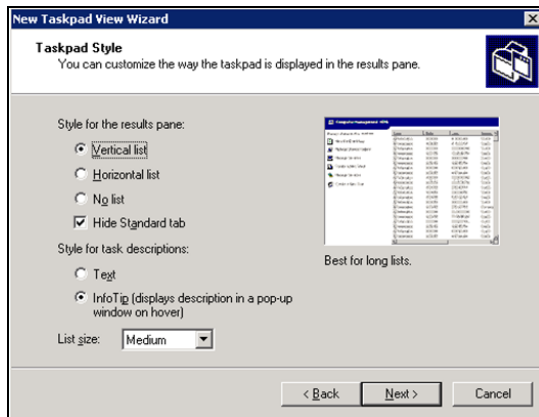 New Taskpad View Wizard
Taskpad Style
You can customize the way the taskpad is displayed in the results pane.
Style for the results pane:
Vertical list
Horizontal list
No list
Hide Standard tab
Best for long lists.
Style for task descriptions:
Text
InfoTip (displays description in a pop-up
window on hover)
List size:
Medium
< Back
Next >
Cancel